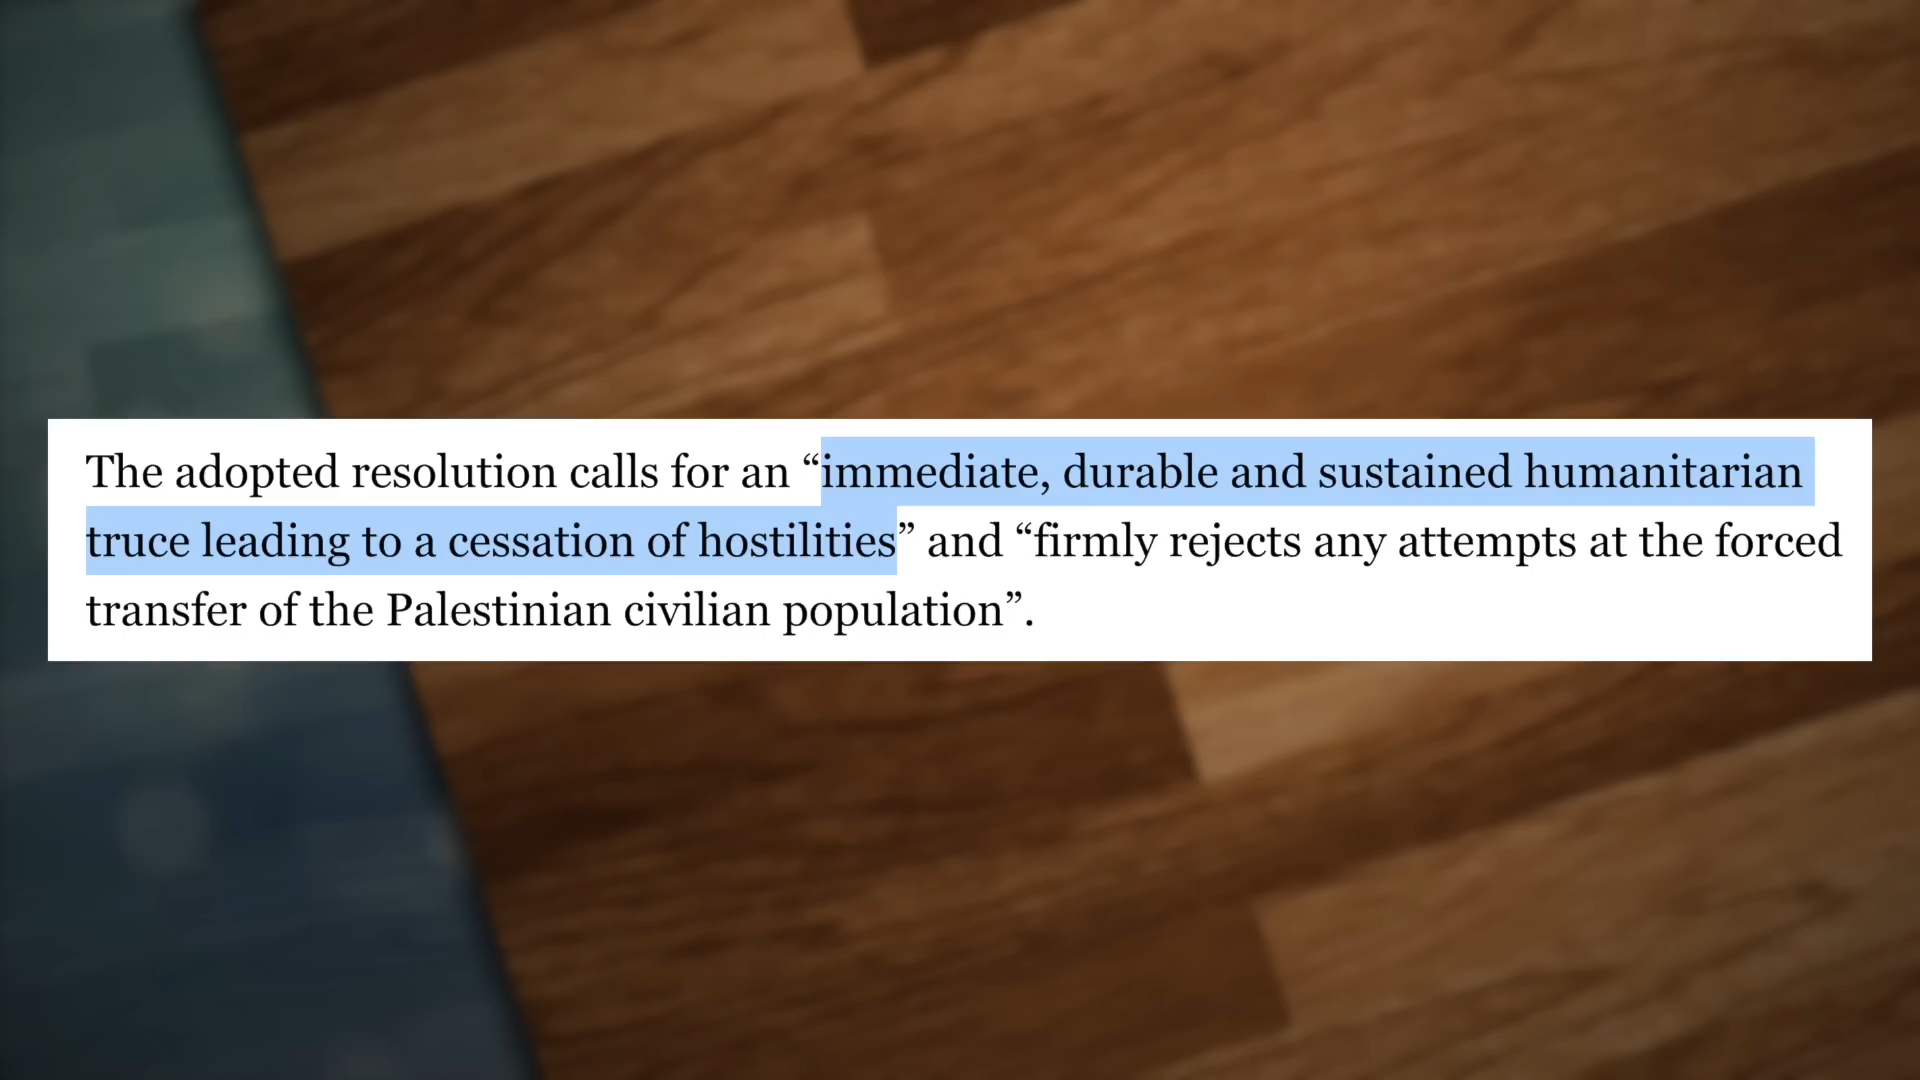 The adopted resolution calls for an “immediate, durable and sustained humanitarian
truce leading to a cessation of hostilities” and “firmly rejects any attempts at the forced
transfer of the Palestinian civilian population”.